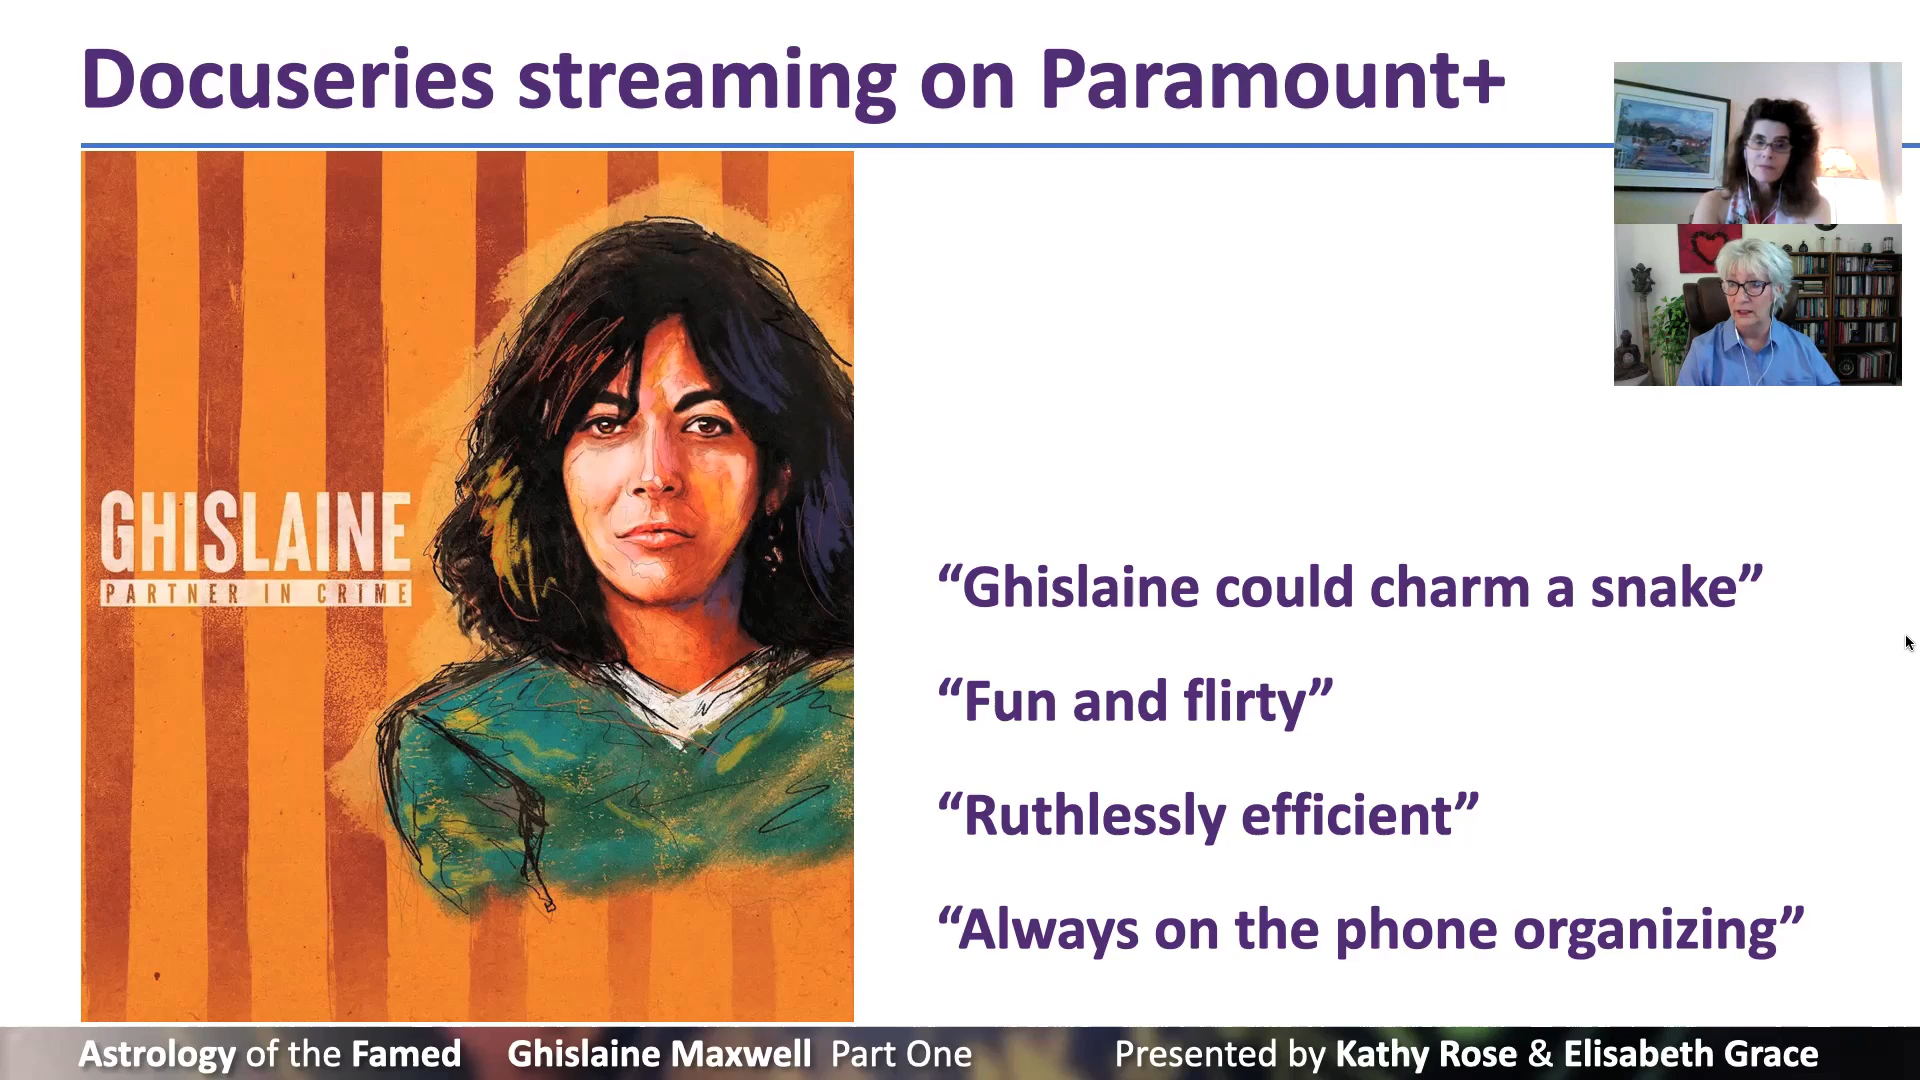 Docuseries streaming on Paramount+
GHISLAINE
PARTNER IN CRIME
“Ghislaine could charm a snake”
“Fun and flirty”
“Ruthlessly efficient”
“Always on the phone organizing”
Astrology of the Famed Ghislaine Maxwell Part One Presented by Kathy Rose & Elisabeth Grace